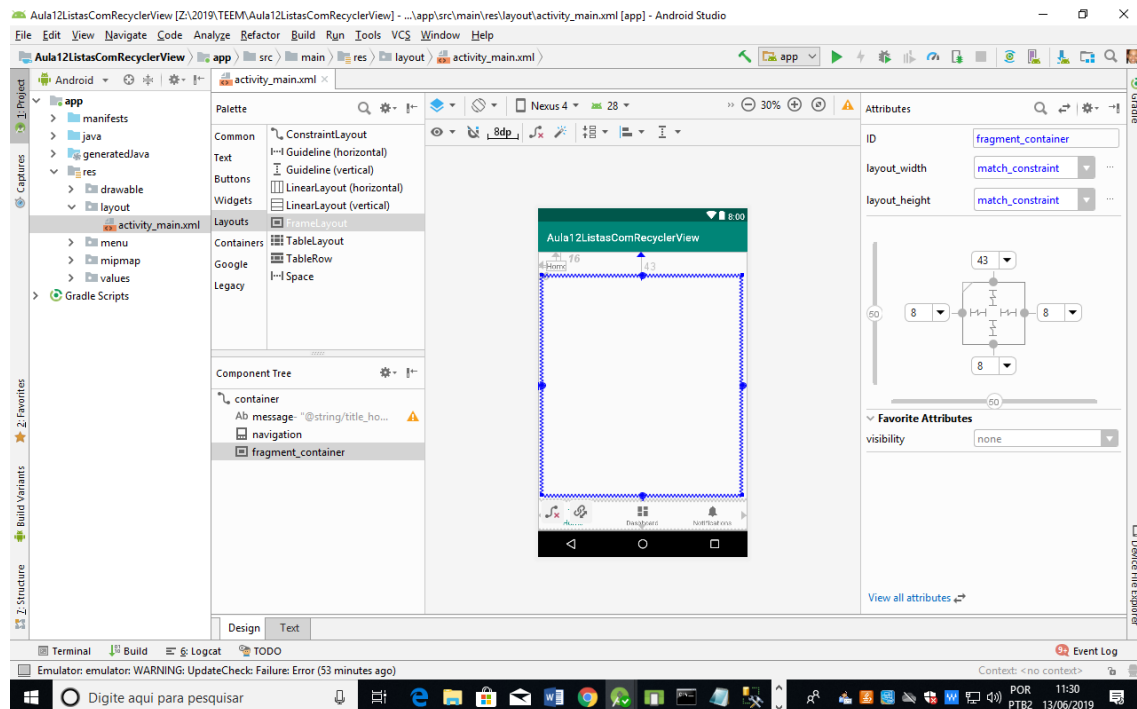 Aula12ListasComRecyclerView [Z:\2019\TEEM\Aula12ListasComRecyclerView] - ...\app\src\main\res\layout\activity_main.xml [app] - Android Studio
File Edit View Navigate Code Analyze Refactor Build Run Tools VCS Window Help
Aula12ListasComRecyclerView app src main res layout activity_main.xml app
1: Project
Captures
2: Favorites
Build Variants
7: Structure
Android
app
manifests
java
generatedJava
res
drawable
layout
activity_main.xml
menu
mipmap
values
Gradle Scripts
activity_main.xml
Palette
Common
Text
Buttons
Widgets
Layouts
Containers
Google
Legacy
ConstraintLayout
Guideline (horizontal)
Guideline (vertical)
LinearLayout (horizontal)
LinearLayout (vertical)
FrameLayout
TableLayout
TableRow
Space
Component Tree
container
Ab message- "@string/title_ho...
navigation
fragment_container
Nexus 4 28 30%
8dp
8:00
Aula12ListasComRecyclerView
16
Home
43
Dashboard
Notifications
Attributes
ID fragment_container
layout_width match_constraint ...
layout_height match_constraint ...
43
50
8
8
8
50
Favorite Attributes
visibility none
View all attributes
Gradle
Device File Explorer
Design Text
Terminal Build 6: Logcat TODO
9+ Event Log
Emulator: emulator: WARNING: UpdateCheck: Failure: Error (53 minutes ago)
Context: <no context>
Digite aqui para pesquisar
POR
PTB2
11:30
13/06/2019